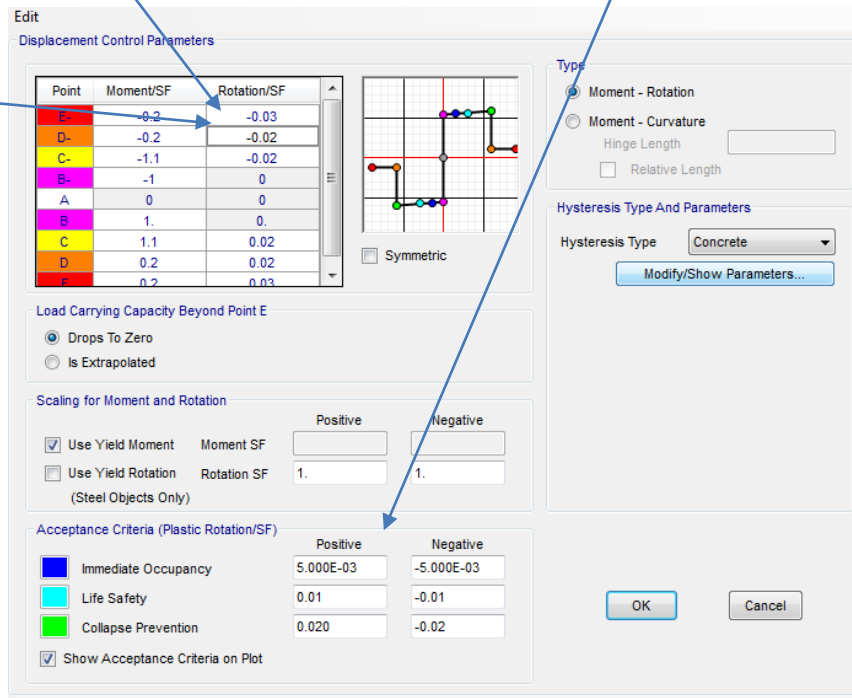 Edit
Displacement Control Parameters
Point Moment/SF Rotation/SF
E- -0.2 -0.03
D- -0.2 -0.02
C- -1.1 -0.02
B- -1 0
A 0 0
B 1. 0.
C 1.1 0.02
D 0.2 0.02
E 0.2 0.03
Symmetric
Load Carrying Capacity Beyond Point E
Drops To Zero
Is Extrapolated
Scaling for Moment and Rotation
Positive Negative
Use Yield Moment Moment SF
Use Yield Rotation Rotation SF 1. 1.
(Steel Objects Only)
Acceptance Criteria (Plastic Rotation/SF)
Positive Negative
Immediate Occupancy 5.000E-03 -5.000E-03
Life Safety 0.01 -0.01
Collapse Prevention 0.020 -0.02
Show Acceptance Criteria on Plot
Type
Moment - Rotation
Moment - Curvature
Hinge Length
Relative Length
Hysteresis Type And Parameters
Hysteresis Type Concrete
Modify/Show Parameters...
OK Cancel